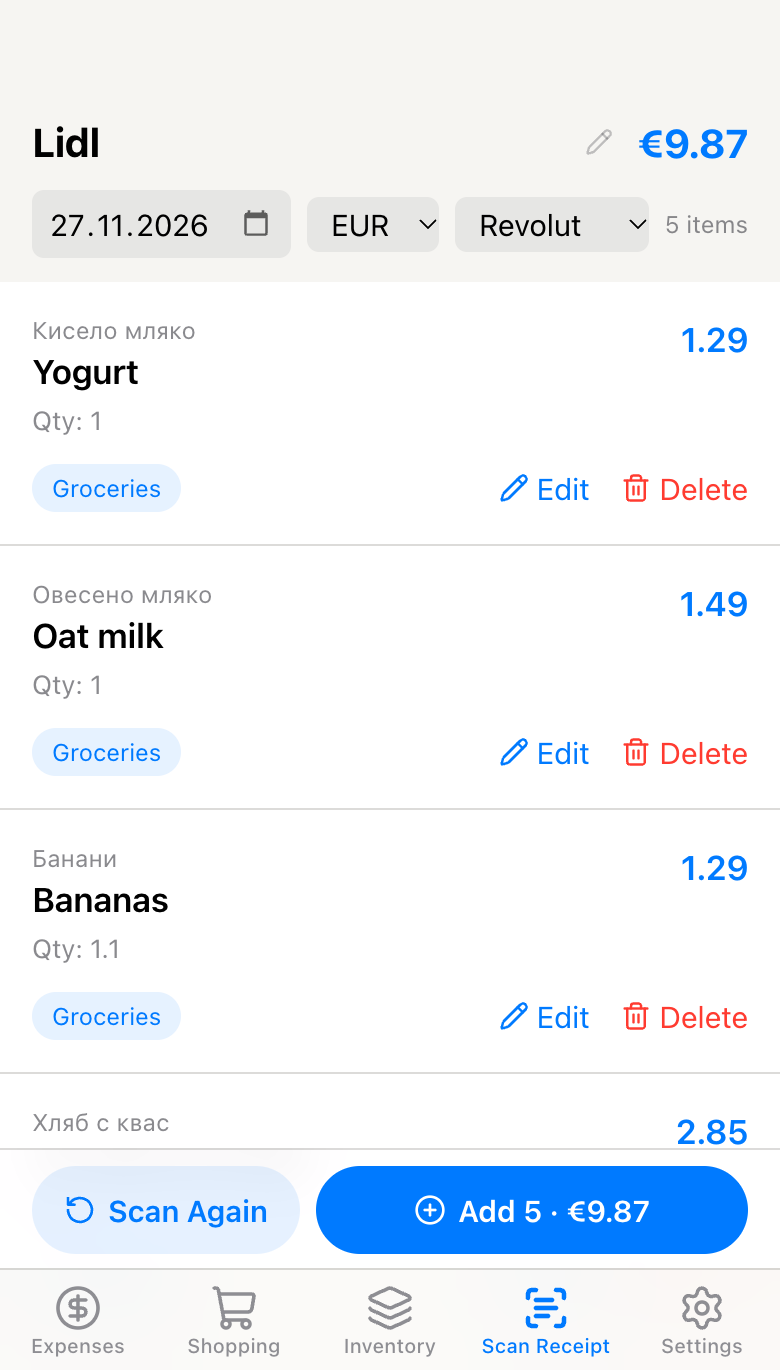 Lidl €9.87
27.11.2026 EUR Revolut 5 items
Кисело мляко
Yogurt 1.29
Qty: 1
Groceries Edit Delete
Овесено мляко
Oat milk 1.49
Qty: 1
Groceries Edit Delete
Банани
Bananas 1.29
Qty: 1.1
Groceries Edit Delete
Хляб с квас 2.85
Scan Again Add 5 · €9.87
Expenses Shopping Inventory Scan Receipt Settings